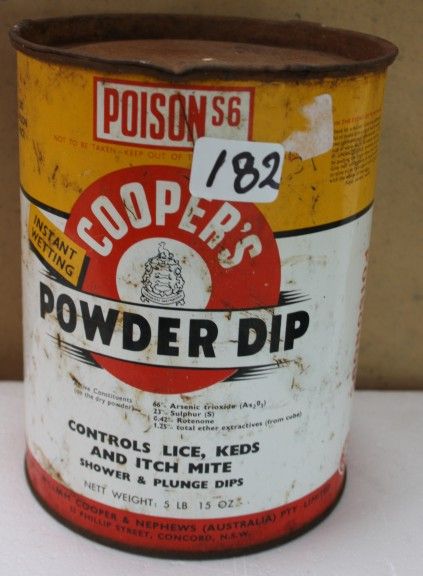 POISON S6
NOT TO BE TAKEN—KEEP OUT OF
182
COOPER'S
INSTANT
WETTING
POWDER DIP
Constituents
(on the dry powder)
66% Arsenic trioxide (As2O3)
23% Sulphur (S)
0.42% Rotenone
1.25% total ether extractives (from cube)
CONTROLS LICE, KEDS
AND ITCH MITE
SHOWER & PLUNGE DIPS
NETT WEIGHT: 5 LB 15 OZ
COOPER & NEPHEWS (AUSTRALIA) PTY. LIMITED
PHILLIP STREET, CONCORD, N.S.W.